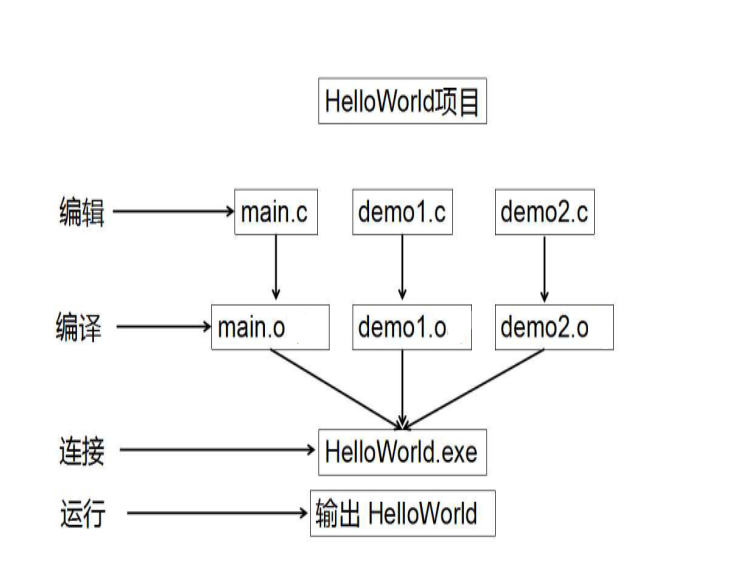 HelloWorld项目
编辑 main.c demo1.c demo2.c
编译 main.o demo1.o demo2.o
连接 HelloWorld.exe
运行 输出 HelloWorld